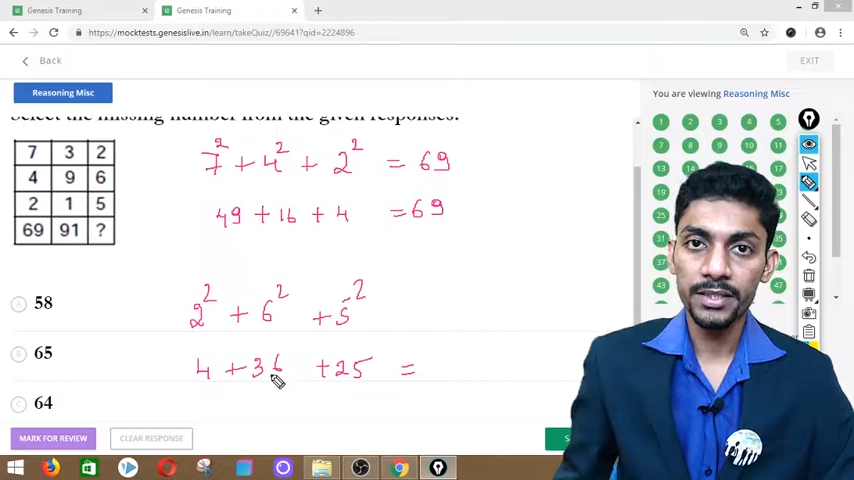 Genesis Training
Genesis Training
https://mocktests.genesislive.in/learn/takeQuiz//69641?qid=2224896
Back
EXIT
Reasoning Misc
You are viewing Reasoning Misc
Select the missing number from the given responses.
7 3 2
4 9 6
2 1 5
69 91 ?
7² + 4² + 2² = 69
49 + 16 + 4 = 69
2² + 6² + 5²
4 + 36 + 25 =
A 58
B 65
C 64
1 2 3 4 5
7 8 9 10 11
13
19
25
31
37
41
47
MARK FOR REVIEW
CLEAR RESPONSE
S